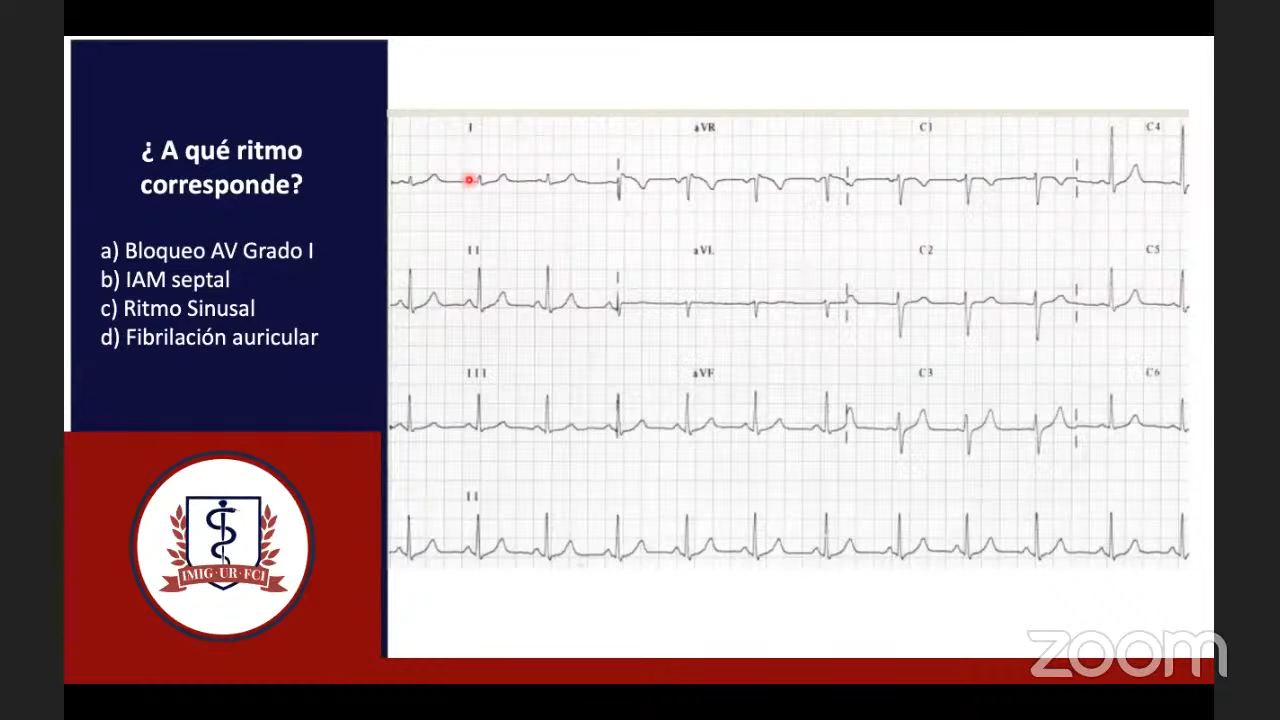 ¿ A qué ritmo
corresponde?
a) Bloqueo AV Grado I
b) IAM septal
c) Ritmo Sinusal
d) Fibrilación auricular
IMIG·UR·FCI
I
aVR
C1
C4
II
aVL
C2
C5
III
aVF
C3
C6
II
zoom